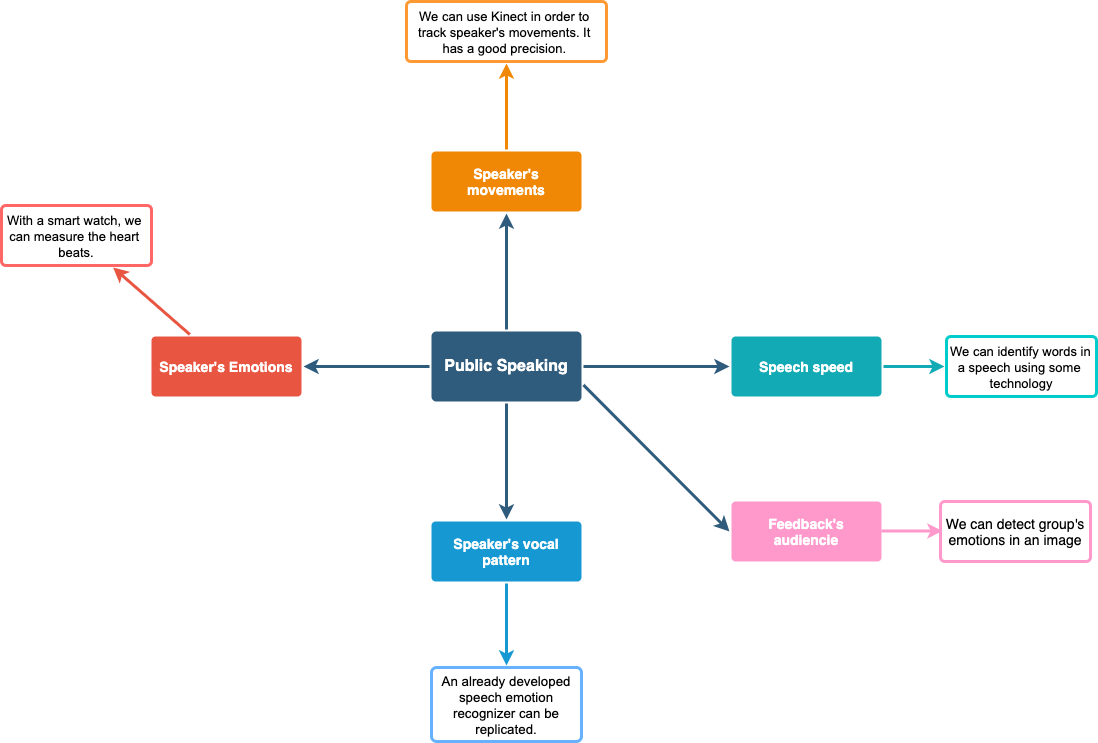 We can use Kinect in order to
track speaker's movements. It
has a good precision.
Speaker's
movements
With a smart watch, we
can measure the heart
beats.
Speaker's Emotions
Public Speaking
Speech speed
We can identify words in
a speech using some
technology
Feedback's
audiencie
We can detect group's
emotions in an image
Speaker's vocal
pattern
An already developed
speech emotion
recognizer can be
replicated.